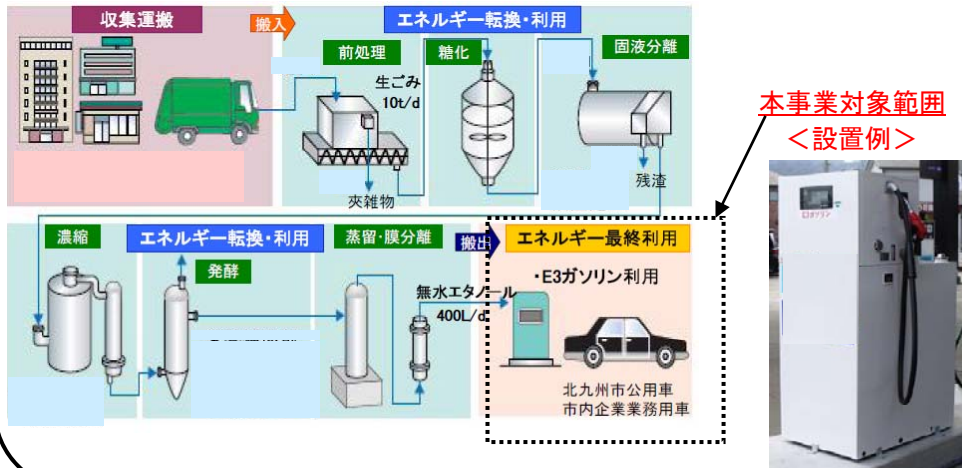 収集運搬
搬入
エネルギー転換・利用
前処理
糖化
固液分離
生ごみ
10t/d
夾雑物
残渣
本事業対象範囲
＜設置例＞
濃縮
エネルギー転換・利用
発酵
蒸留・膜分離
搬出
エネルギー最終利用
・E3ガソリン利用
無水エタノール
400L/d
北九州市公用車
市内企業業務用車